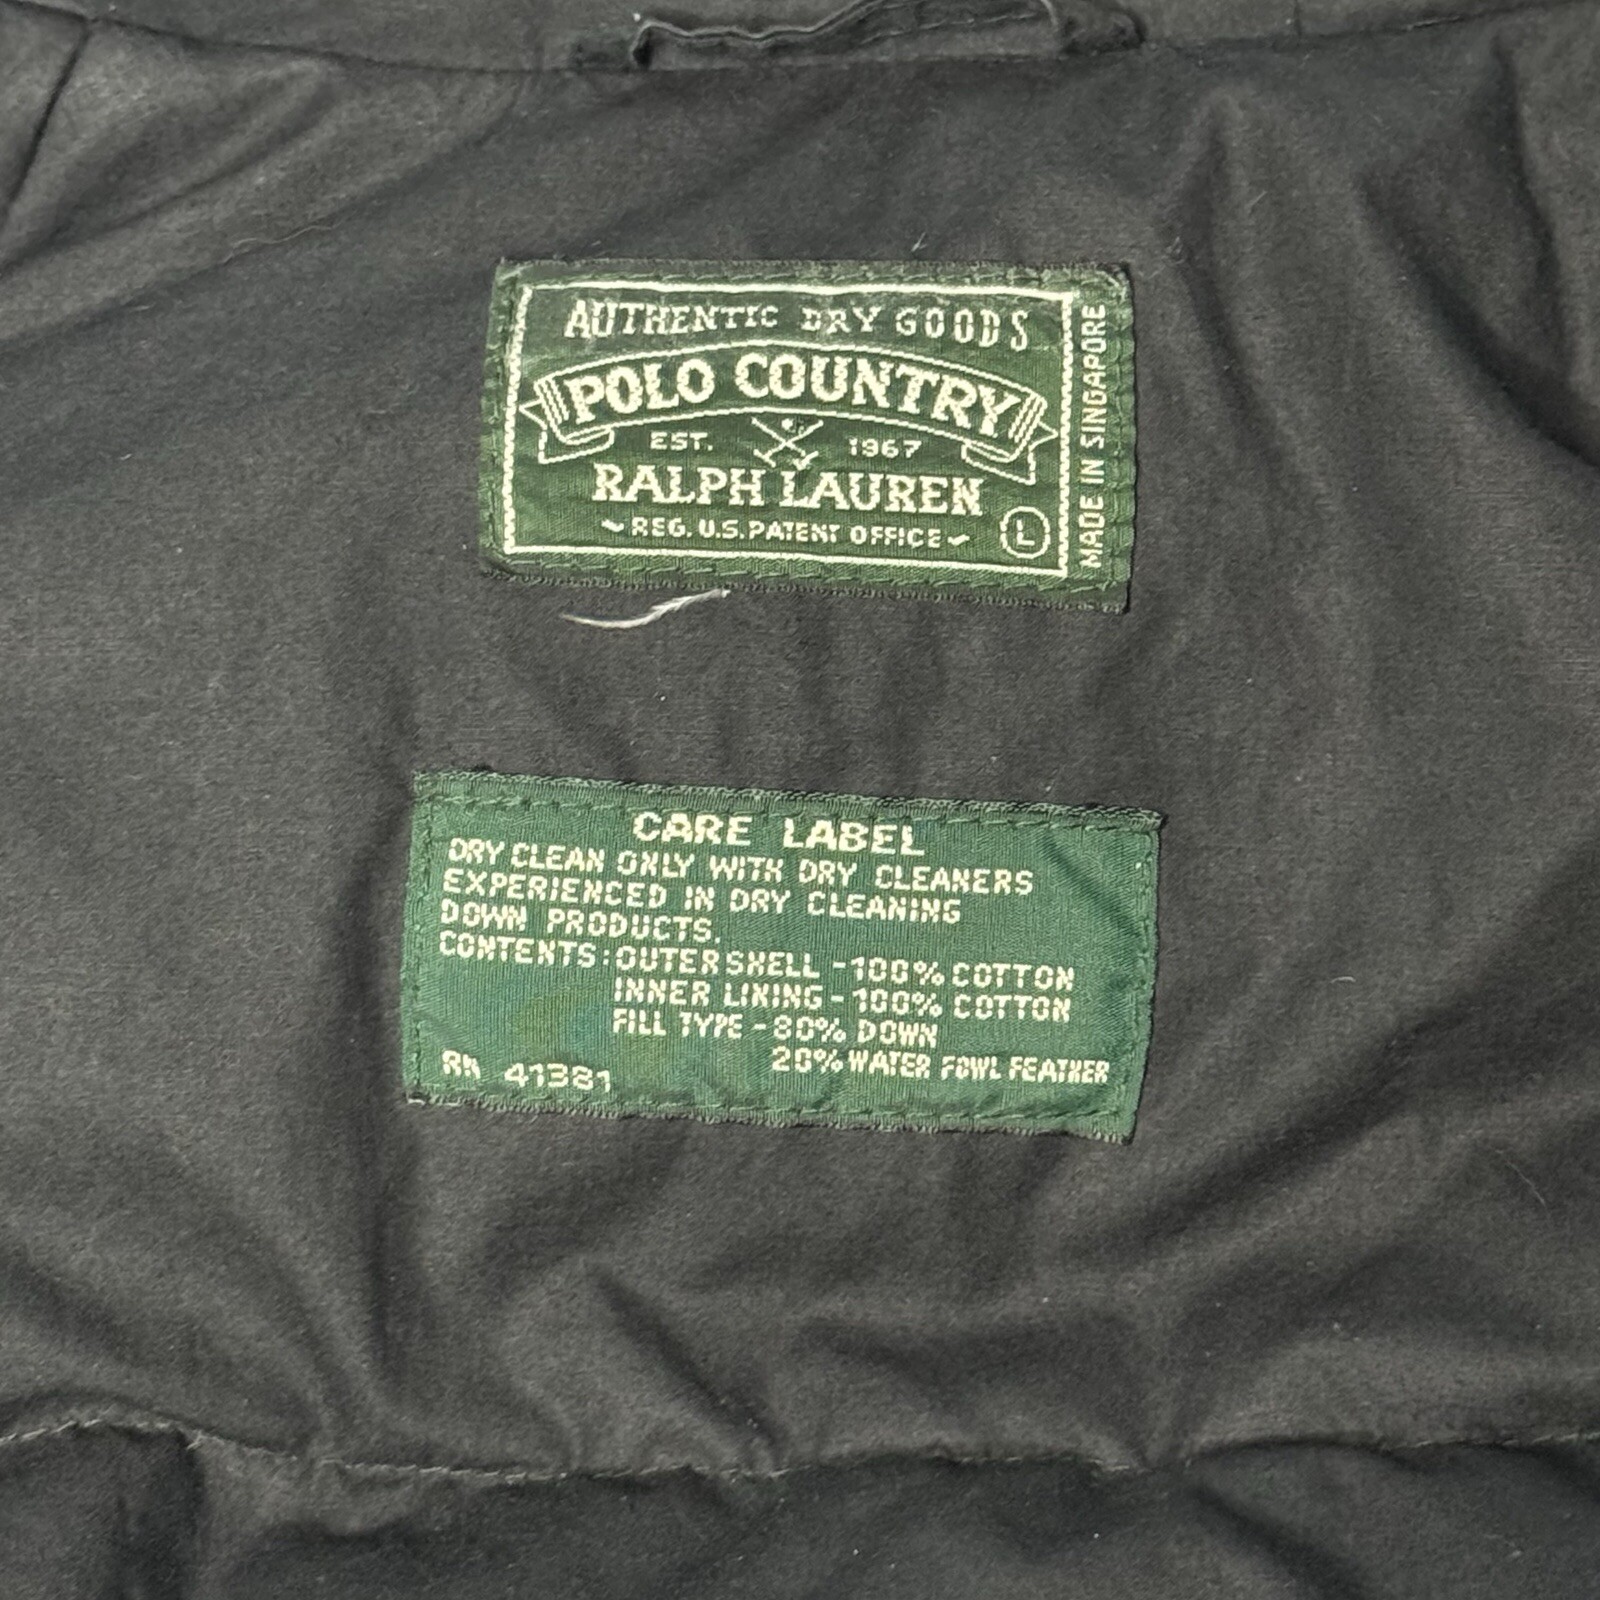 AUTHENTIC DRY GOODS
POLO COUNTRY
EST. 1967
RALPH LAUREN
REG. U.S. PATENT OFFICE
L
MADE IN SINGAPORE
CARE LABEL
DRY CLEAN ONLY WITH DRY CLEANERS
EXPERIENCED IN DRY CLEANING
DOWN PRODUCTS.
CONTENTS: OUTER SHELL - 100% COTTON
INNER LINING - 100% COTTON
FILL TYPE - 80% DOWN
20% WATER FOWL FEATHER
RN 41381